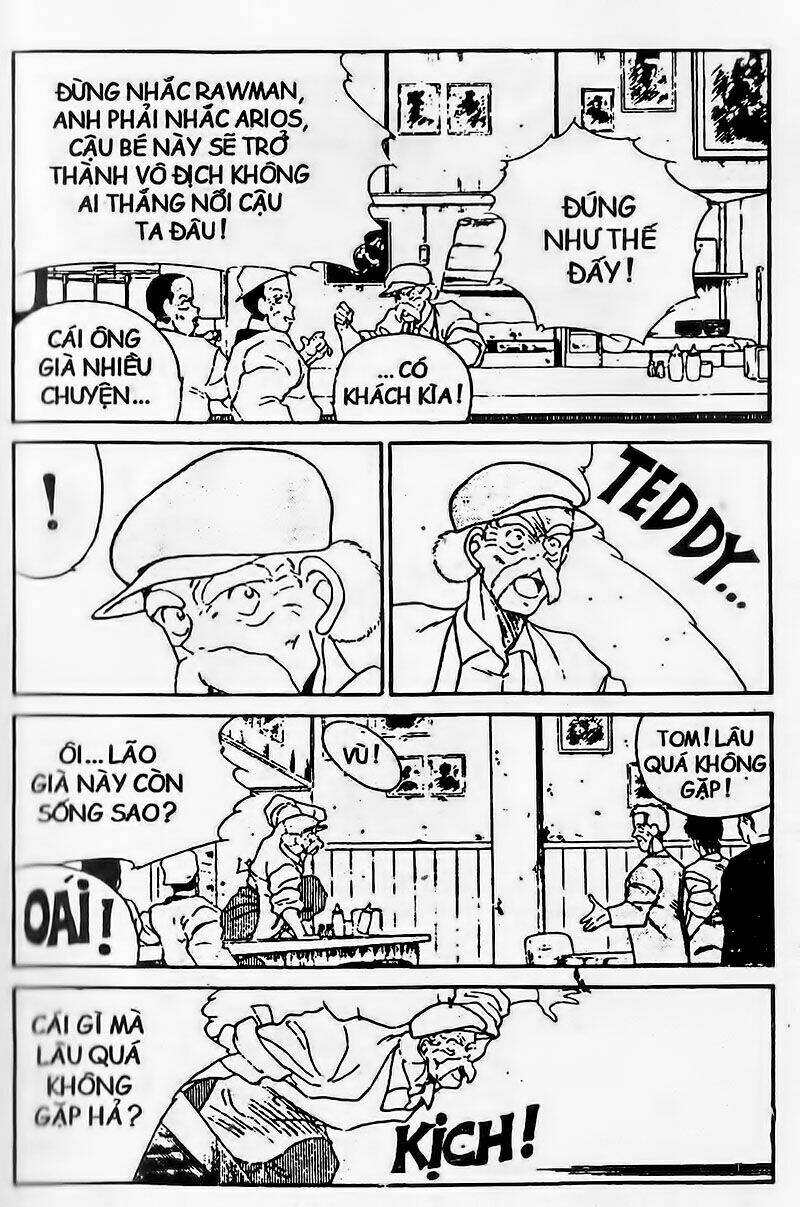 ĐỪNG NHẮC RAWMAN,
ANH PHẢI NHẮC ARIOS,
CẬU BÉ NÀY SẼ TRỞ
THÀNH VÔ ĐỊCH KHÔNG
AI THẮNG NỔI CẬU
TA ĐÂU!
ĐÚNG
NHƯ THẾ
ĐẤY!
CÁI ÔNG
GIÀ NHIỀU
CHUYỆN...
...CÓ
KHÁCH KÌA!
!
TEDDY...
ÔI... LÃO
GIÀ NÀY CÒN
SỐNG SAO?
VÙ!
TOM! LÂU
QUÁ KHÔNG
GẶP!
OÁI!
CÁI GÌ MÀ
LÂU QUÁ
KHÔNG
GẶP HẢ?
KỊCH!